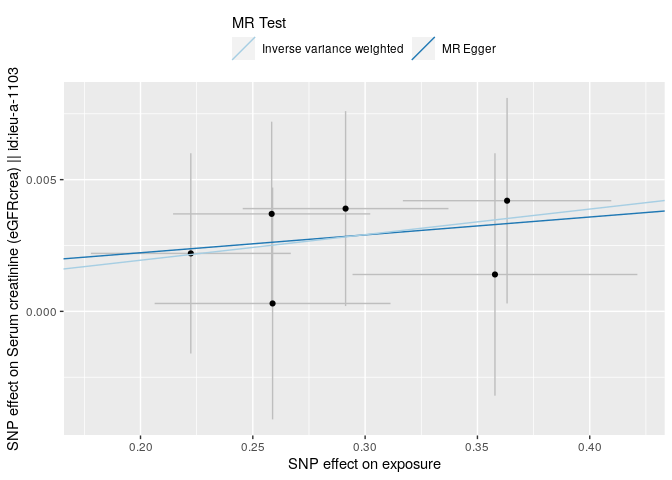 MR Test
Inverse variance weighted
MR Egger
SNP effect on Serum creatinine (eGFRcrea) || id:ieu-a-1103
0.005
0.000
0.20
0.25
0.30
0.35
0.40
SNP effect on exposure